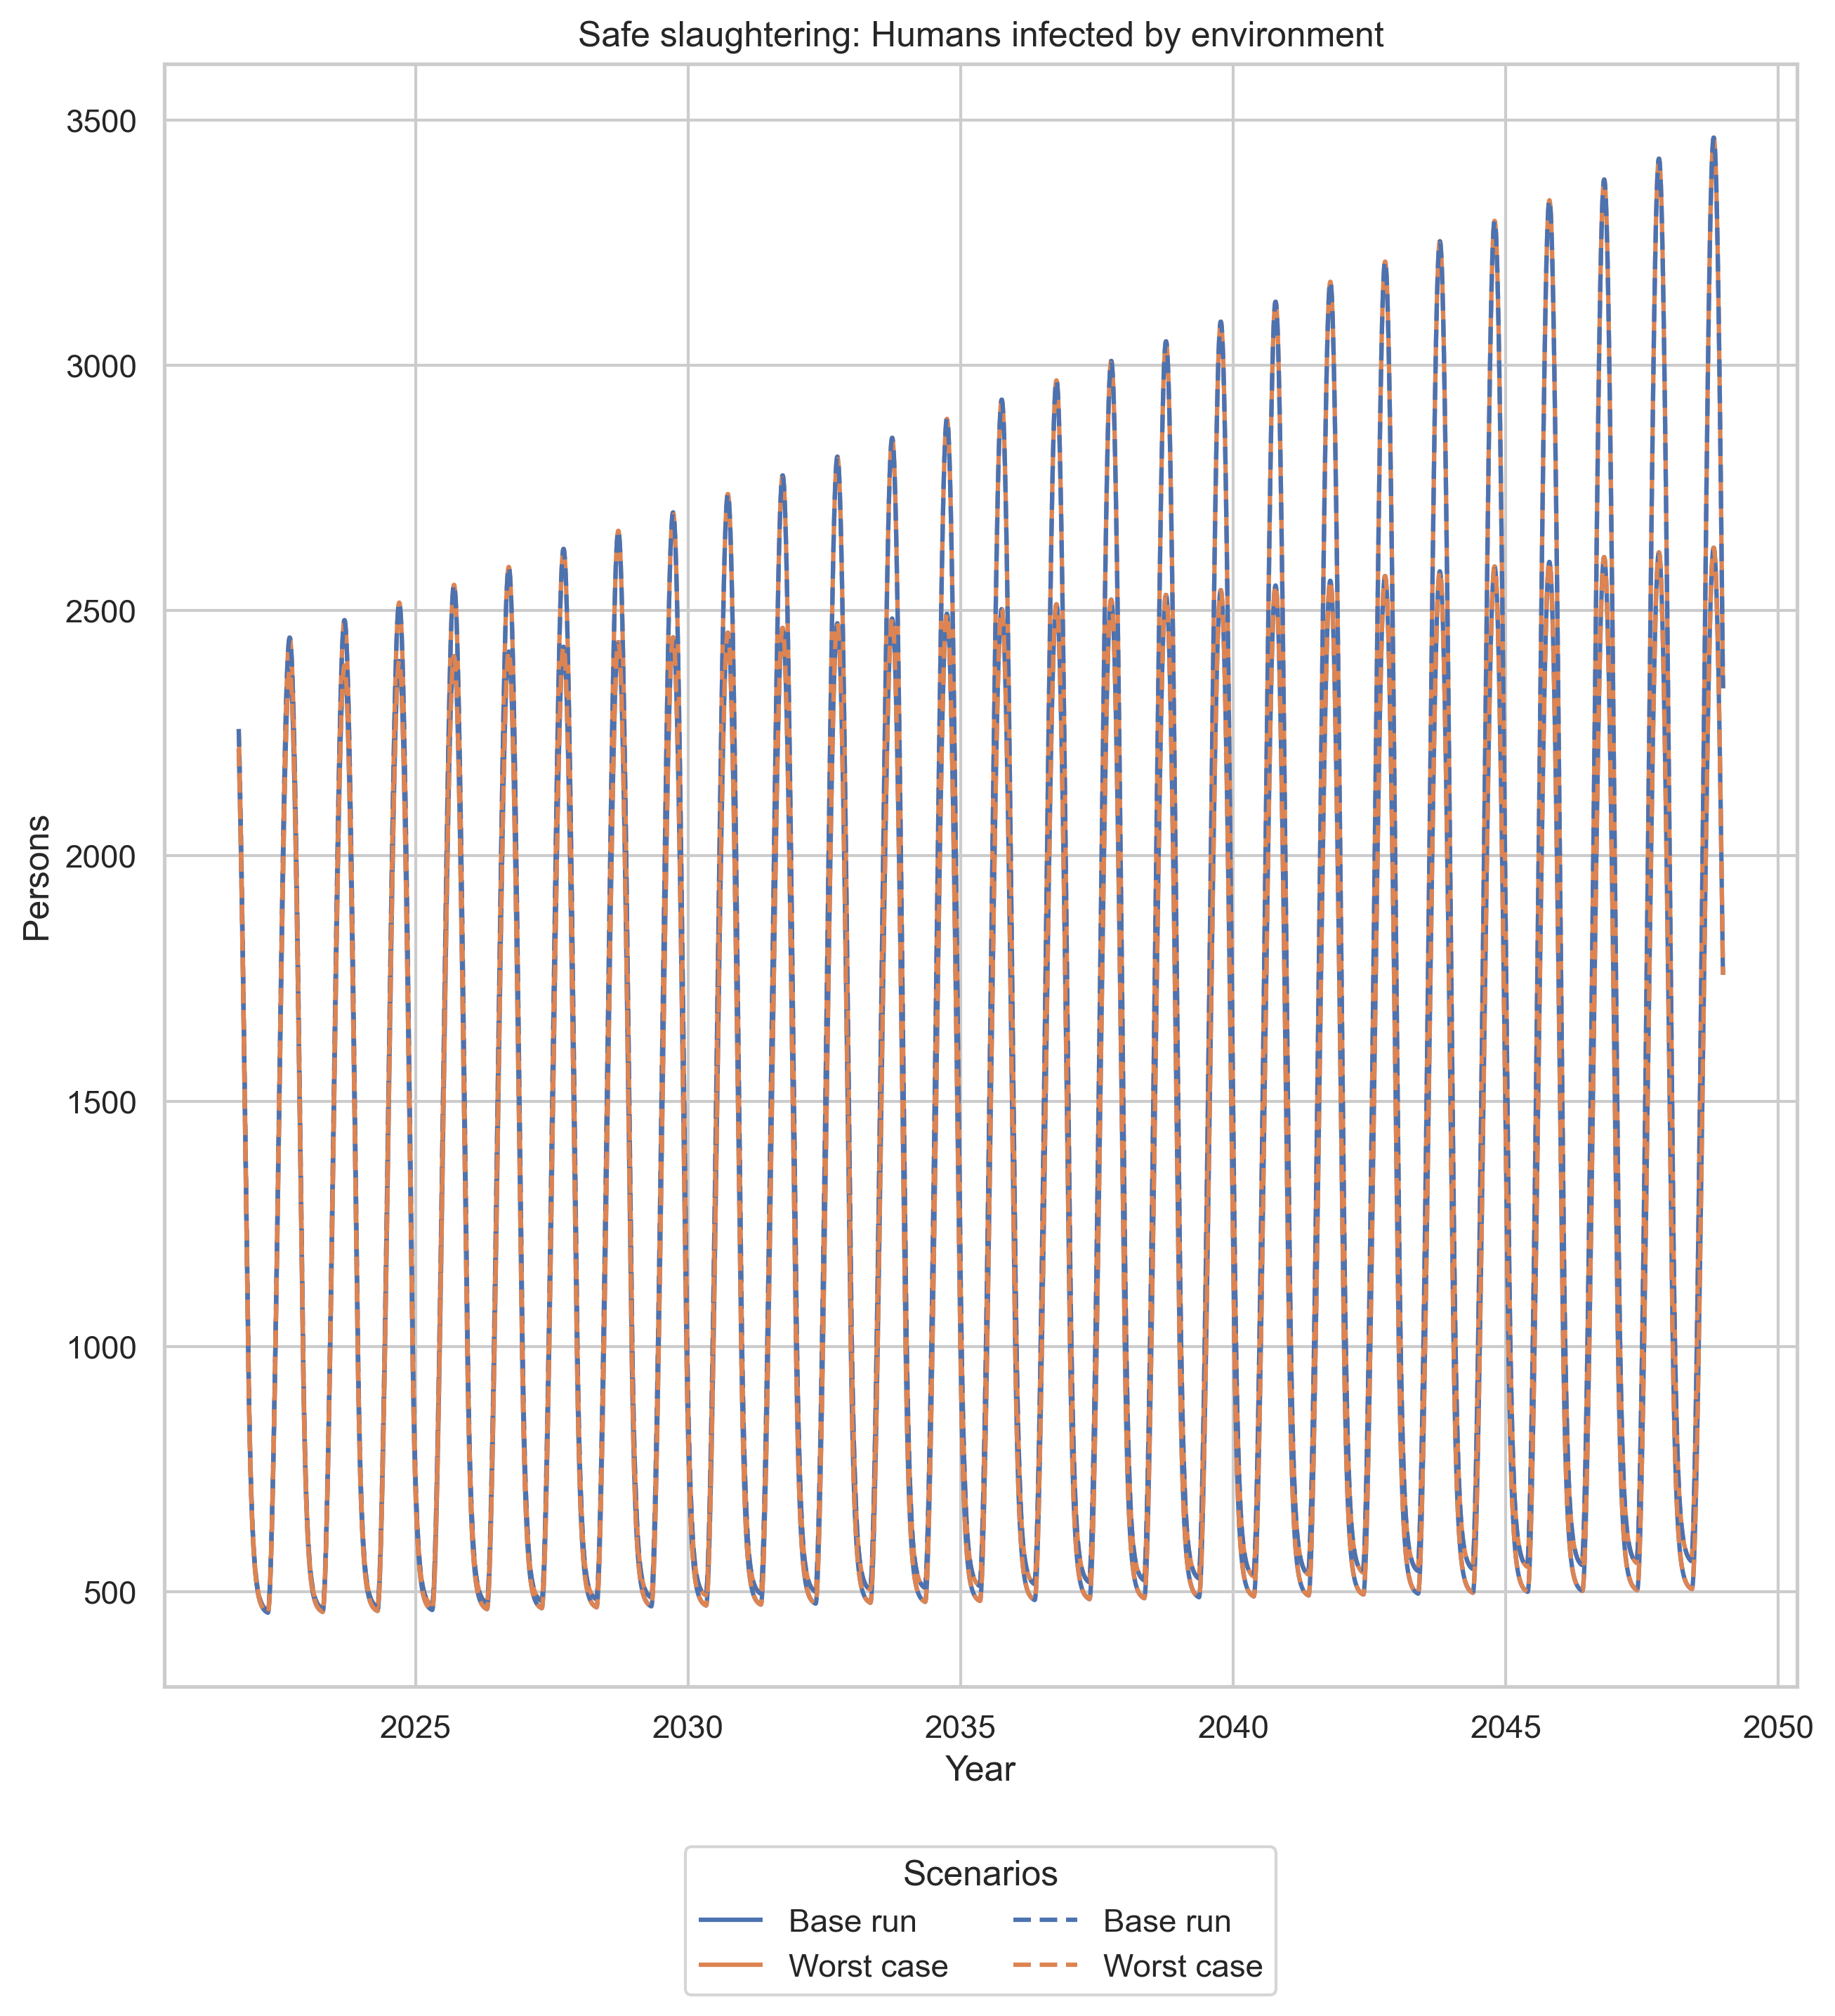 Safe slaughtering: Humans infected by environment
3500
3000
2500
2000
1500
1000
500
Persons
2025 2030 2035 2040 2045 2050
Year
Scenarios
Base run Base run
Worst case Worst case